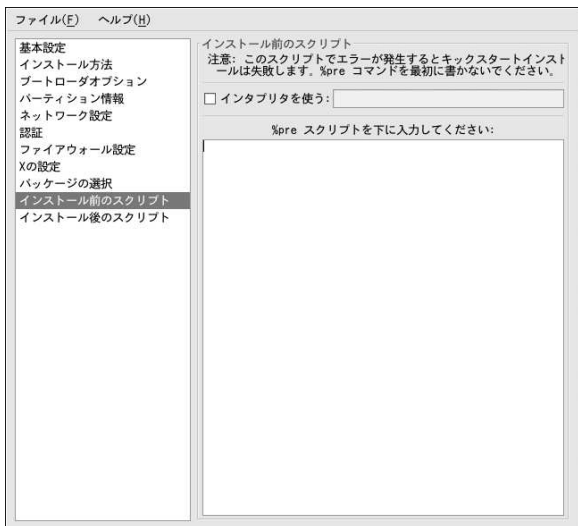 ファイル(F) ヘルプ(H)
基本設定
インストール方法
ブートローダオプション
パーティション情報
ネットワーク設定
認証
ファイアウォール設定
Xの設定
パッケージの選択
インストール前のスクリプト
インストール後のスクリプト
インストール前のスクリプト
注意: このスクリプトでエラーが発生するとキックスタートインスト
ールは失敗します。%pre コマンドを最初に書かないでください。
インタプリタを使う:
%pre スクリプトを下に入力してください: